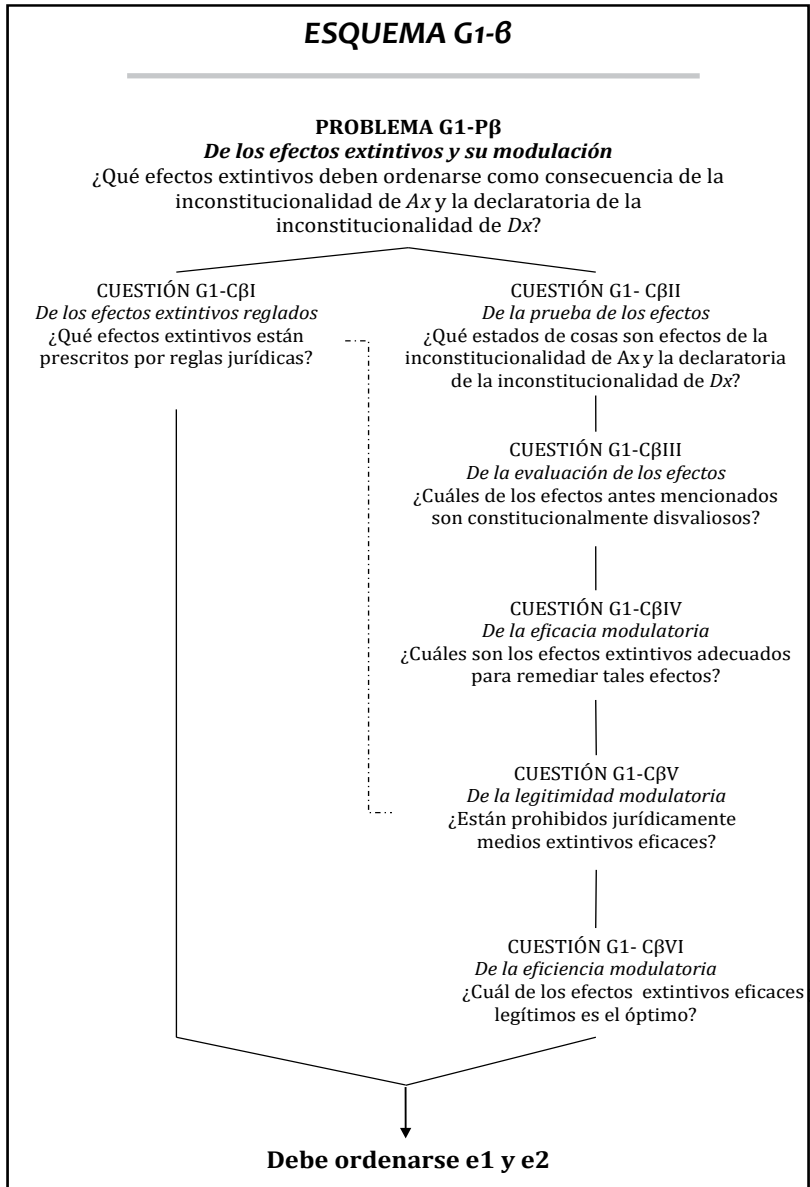 ESQUEMA G1-β
PROBLEMA G1-Pβ
De los efectos extintivos y su modulación
¿Qué efectos extintivos deben ordenarse como consecuencia de la
inconstitucionalidad de Ax y la declaratoria de la
inconstitucionalidad de Dx?
CUESTIÓN G1-CβI
De los efectos extintivos reglados
¿Qué efectos extintivos están
prescritos por reglas jurídicas?
CUESTIÓN G1- CβII
De la prueba de los efectos
¿Qué estados de cosas son efectos de la
inconstitucionalidad de Ax y la declaratoria
de la inconstitucionalidad de Dx?
CUESTIÓN G1-CβIII
De la evaluación de los efectos
¿Cuáles de los efectos antes mencionados
son constitucionalmente disvaliosos?
CUESTIÓN G1-CβIV
De la eficacia modulatoria
¿Cuáles son los efectos extintivos adecuados
para remediar tales efectos?
CUESTIÓN G1-CβV
De la legitimidad modulatoria
¿Están prohibidos jurídicamente
medios extintivos eficaces?
CUESTIÓN G1- CβVI
De la eficiencia modulatoria
¿Cuál de los efectos extintivos eficaces
legítimos es el óptimo?
Debe ordenarse e1 y e2